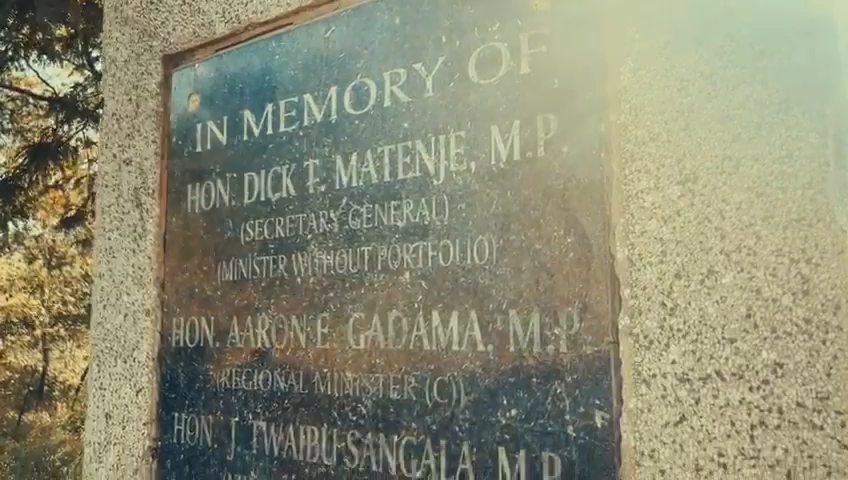 IN MEMORY OF
HON. DICK T. MATENJE, M.P.
(SECRETARY GENERAL)
(MINISTER WITHOUT PORTFOLIO)
HON. AARON E. GADAMA, M.P.
(REGIONAL MINISTER (C))
HON. J. TWAIBU-SANGALA, M.P.